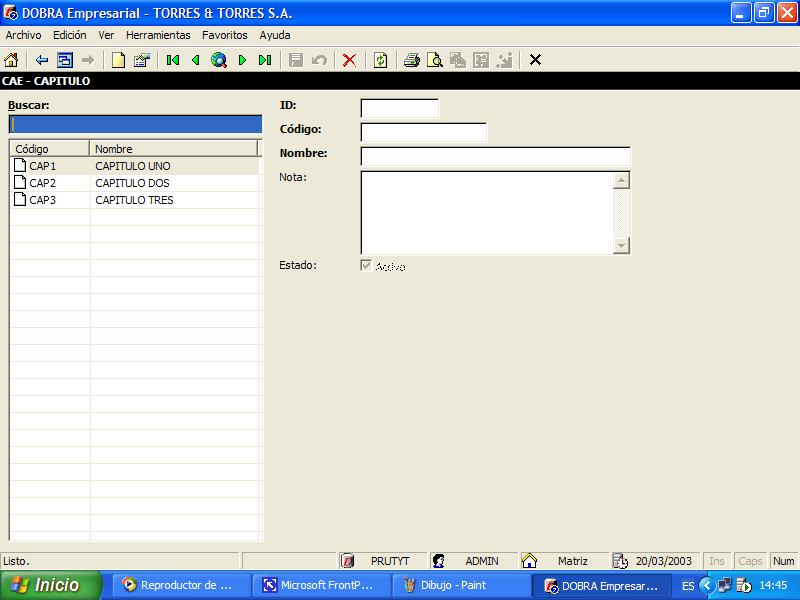 DOBRA Empresarial - TORRES & TORRES S.A.
Archivo Edición Ver Herramientas Favoritos Ayuda
CAE - CAPITULO
Buscar:
Código Nombre
CAP1 CAPITULO UNO
CAP2 CAPITULO DOS
CAP3 CAPITULO TRES
ID:
Código:
Nombre:
Nota:
Estado: Activo
Listo. PRUTYT ADMIN Matriz 20/03/2003 Ins Caps Num
Inicio Reproductor de ... Microsoft FrontP... Dibujo - Paint DOBRA Empresar... ES 14:45